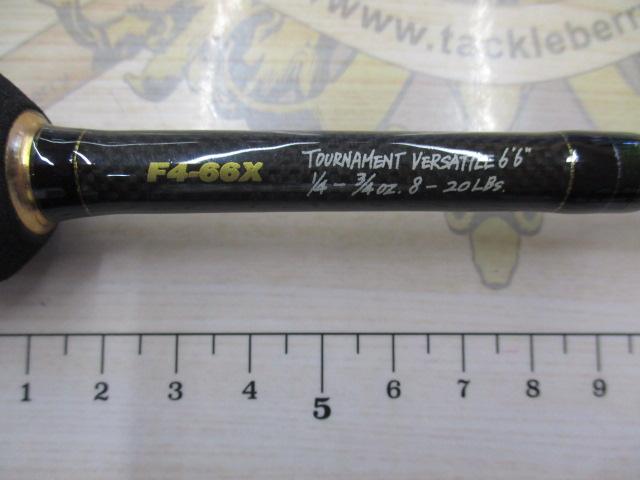 www.tackleberr
F4-66X
TOURNAMENT VERSATILE 6'6"
1/4 - 3/4 OZ. 8 - 20 LBS.
1 2 3 4 5 6 7 8 9